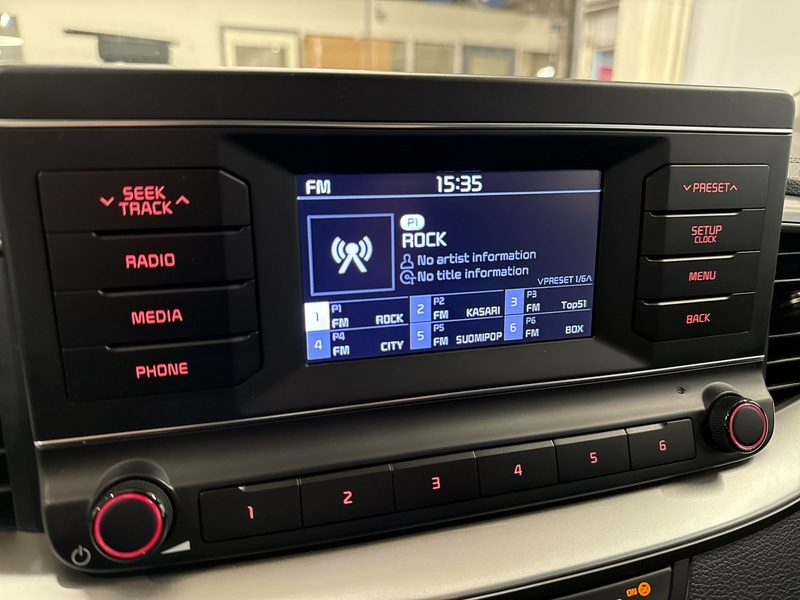 SEEK
TRACK
RADIO
MEDIA
PHONE
FM 15:35
P1
ROCK
No artist information
No title information
PRESET 1/6
1 P1 FM ROCK
2 P2 FM KASARI
3 P3 FM Top51
4 P4 FM CITY
5 P5 FM SUOMIPOP
6 P6 FM BOX
PRESET
SETUP
CLOCK
MENU
BACK
1 2 3 4 5 6